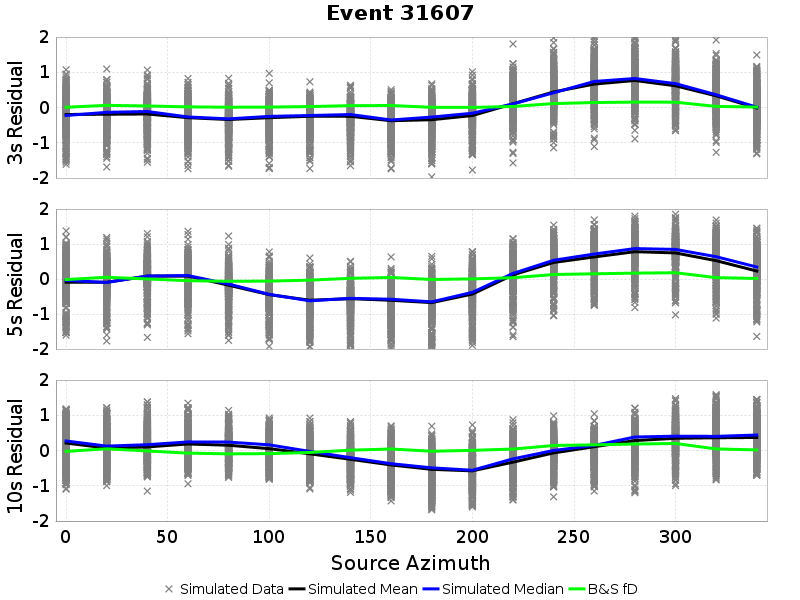 Event 31607
3s Residual
2
1
0
-1
-2
5s Residual
2
1
0
-1
-2
10s Residual
2
1
0
-1
-2
0 50 100 150 200 250 300
Source Azimuth
Simulated Data Simulated Mean Simulated Median B&S fD